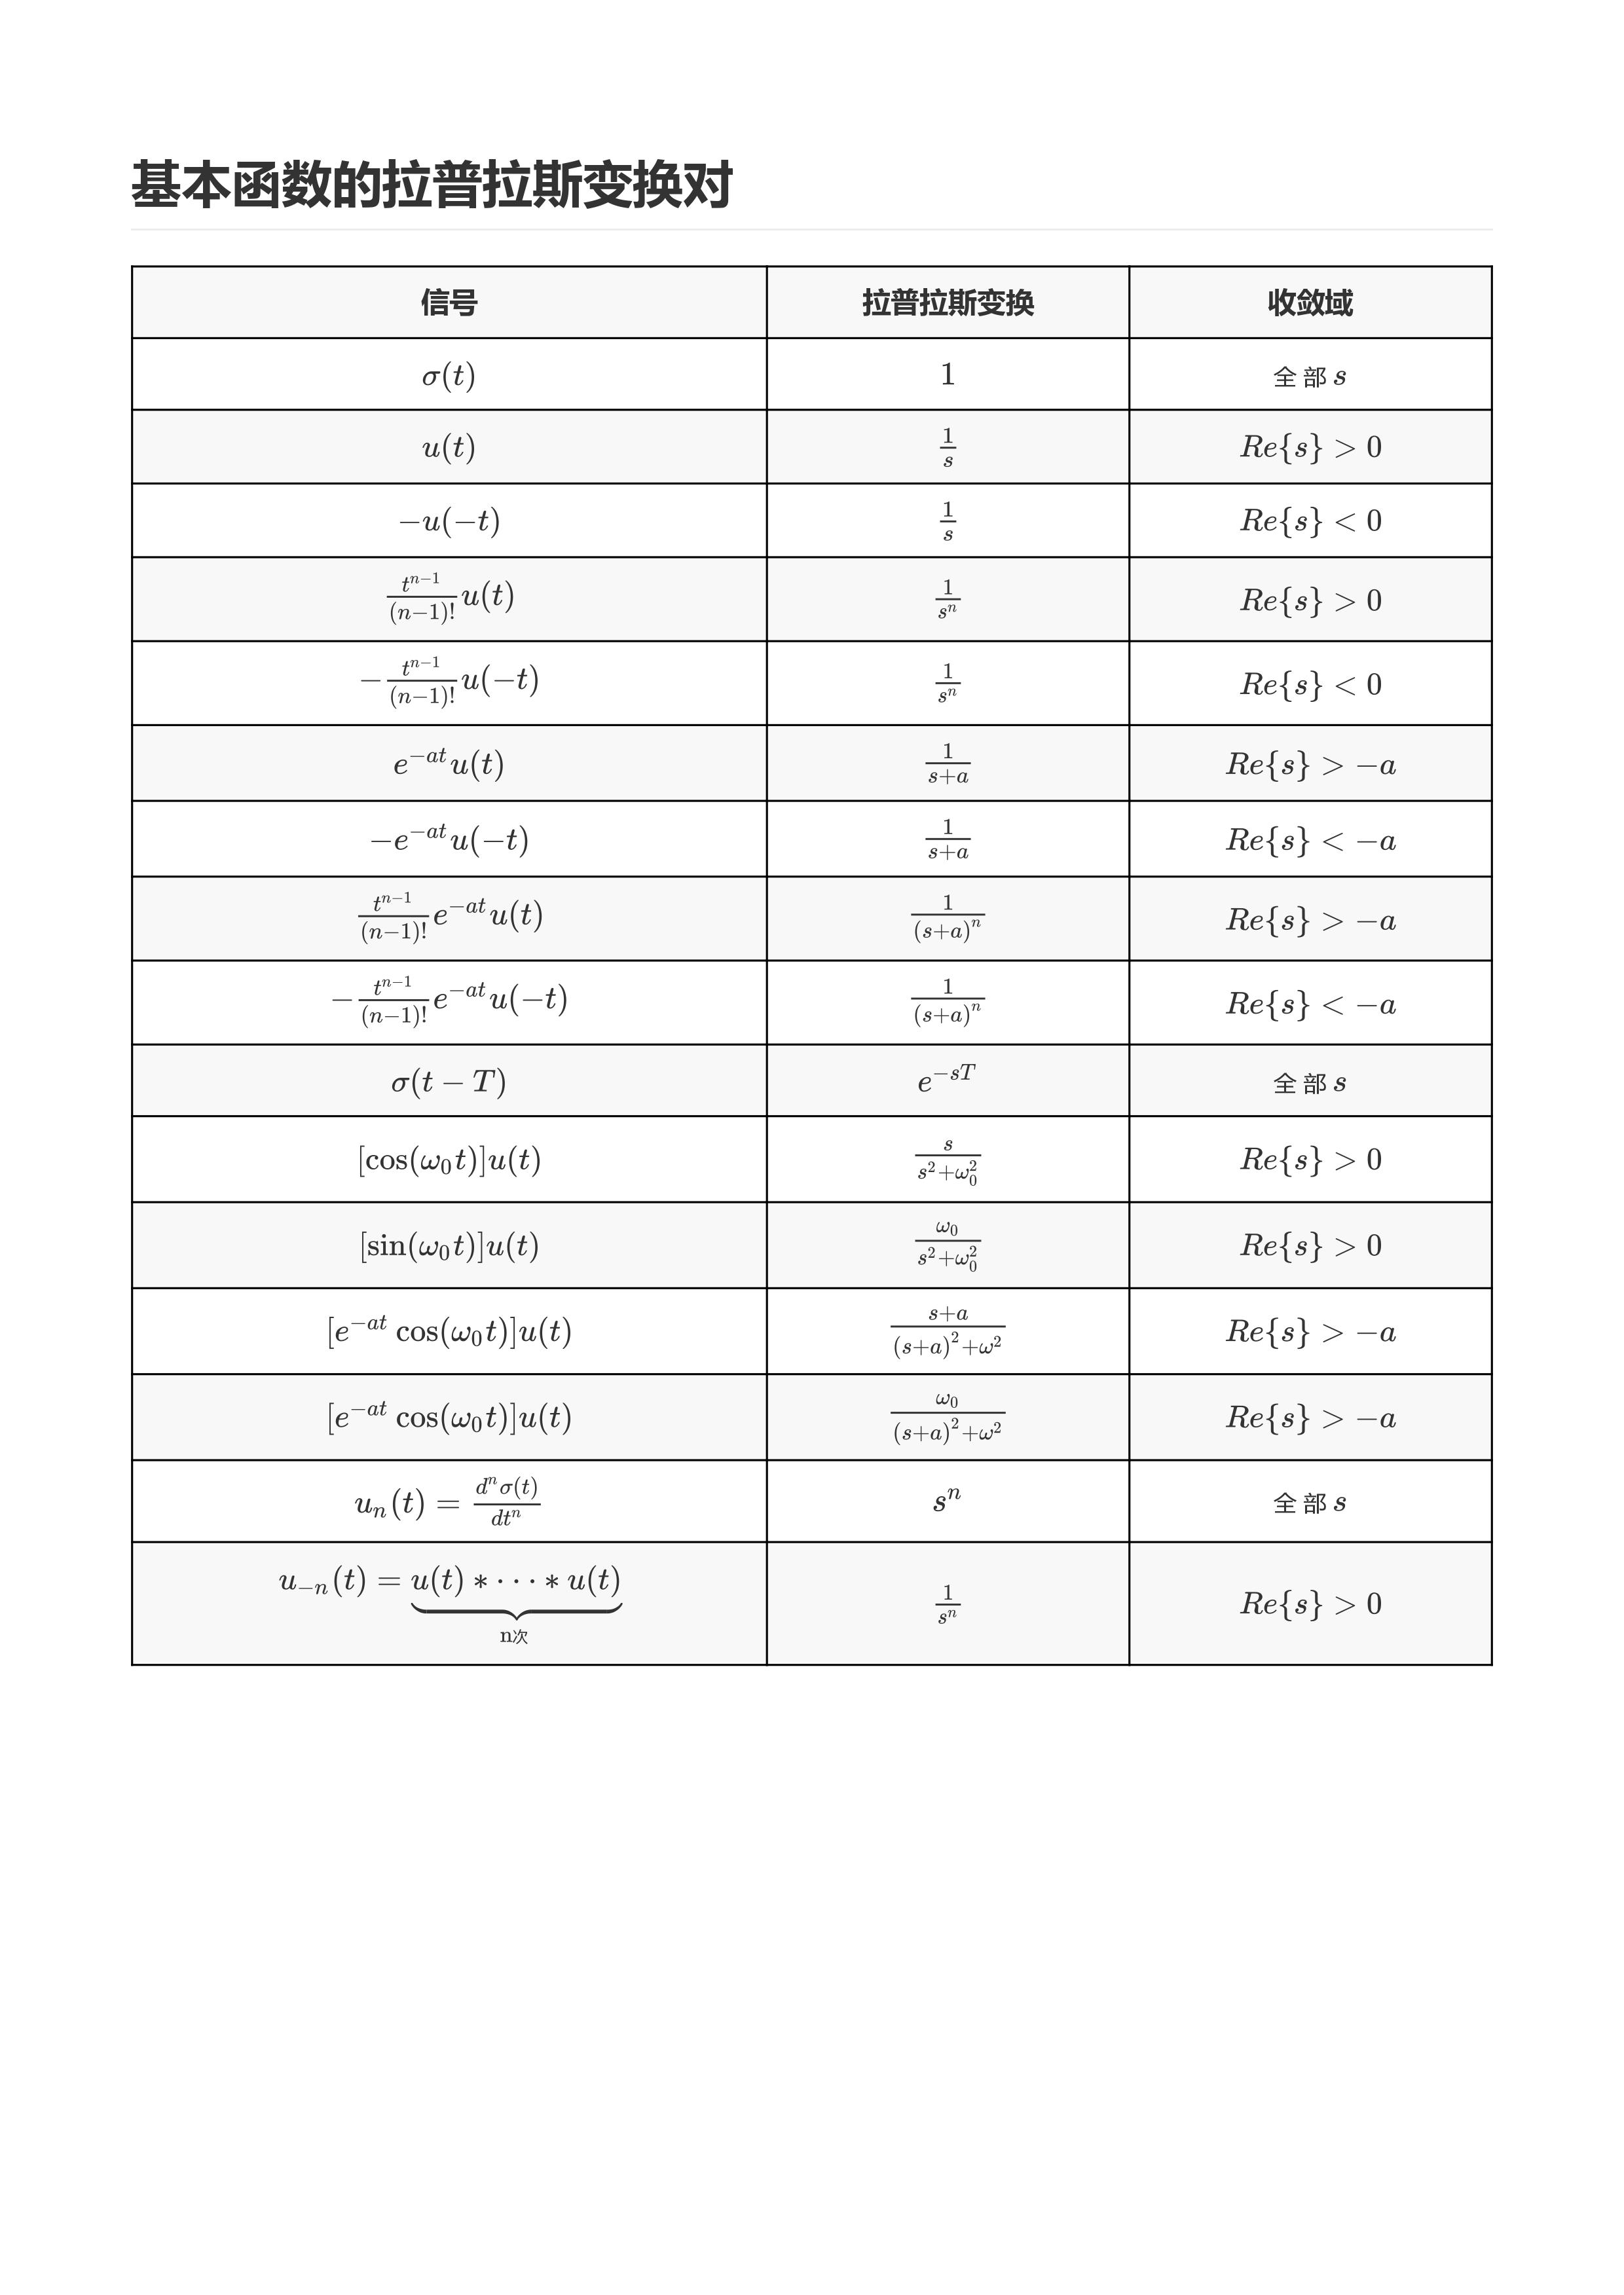 基本函数的拉普拉斯变换对
信号 拉普拉斯变换 收敛域
$\sigma(t)$ $1$ 全部 $s$
$u(t)$ $\frac{1}{s}$ $Re\{s\} > 0$
$-u(-t)$ $\frac{1}{s}$ $Re\{s\} < 0$
$\frac{t^{n-1}}{(n-1)!}u(t)$ $\frac{1}{s^n}$ $Re\{s\} > 0$
$-\frac{t^{n-1}}{(n-1)!}u(-t)$ $\frac{1}{s^n}$ $Re\{s\} < 0$
$e^{-at}u(t)$ $\frac{1}{s+a}$ $Re\{s\} > -a$
$-e^{-at}u(-t)$ $\frac{1}{s+a}$ $Re\{s\} < -a$
$\frac{t^{n-1}}{(n-1)!}e^{-at}u(t)$ $\frac{1}{(s+a)^n}$ $Re\{s\} > -a$
$-\frac{t^{n-1}}{(n-1)!}e^{-at}u(-t)$ $\frac{1}{(s+a)^n}$ $Re\{s\} < -a$
$\sigma(t-T)$ $e^{-sT}$ 全部 $s$
$[\cos(\omega_0 t)]u(t)$ $\frac{s}{s^2+\omega_0^2}$ $Re\{s\} > 0$
$[\sin(\omega_0 t)]u(t)$ $\frac{\omega_0}{s^2+\omega_0^2}$ $Re\{s\} > 0$
$[e^{-at}\cos(\omega_0 t)]u(t)$ $\frac{s+a}{(s+a)^2+\omega^2}$ $Re\{s\} > -a$
$[e^{-at}\cos(\omega_0 t)]u(t)$ $\frac{\omega_0}{(s+a)^2+\omega^2}$ $Re\{s\} > -a$
$u_n(t) = \frac{d^n\sigma(t)}{dt^n}$ $s^n$ 全部 $s$
$u_{-n}(t) = \underbrace{u(t) * \cdots * u(t)}_{\text{n次}}$ $\frac{1}{s^n}$ $Re\{s\} > 0$